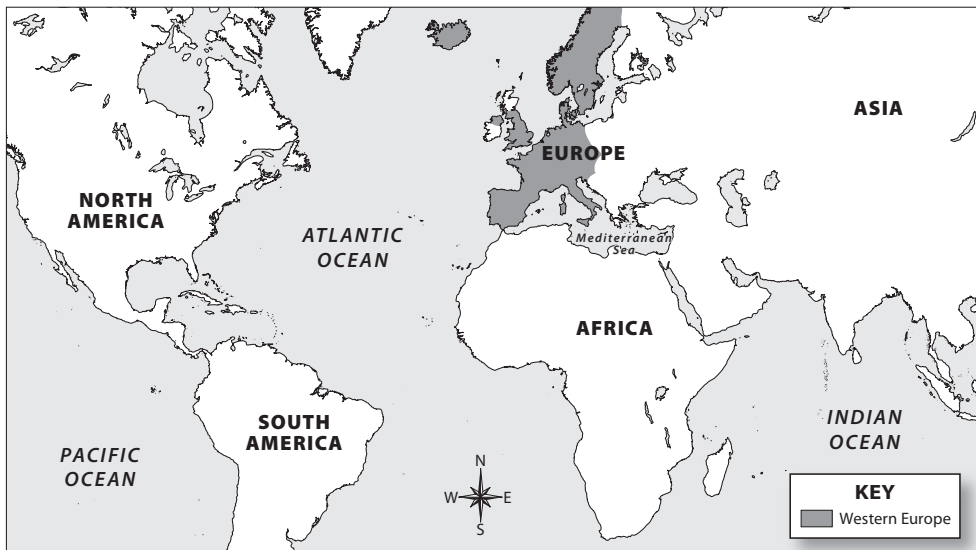 ASIA
EUROPE
NORTH
AMERICA
ATLANTIC
OCEAN
Mediterranean
Sea
AFRICA
SOUTH
AMERICA
INDIAN
OCEAN
PACIFIC
OCEAN
N
W
E
S
KEY
Western Europe